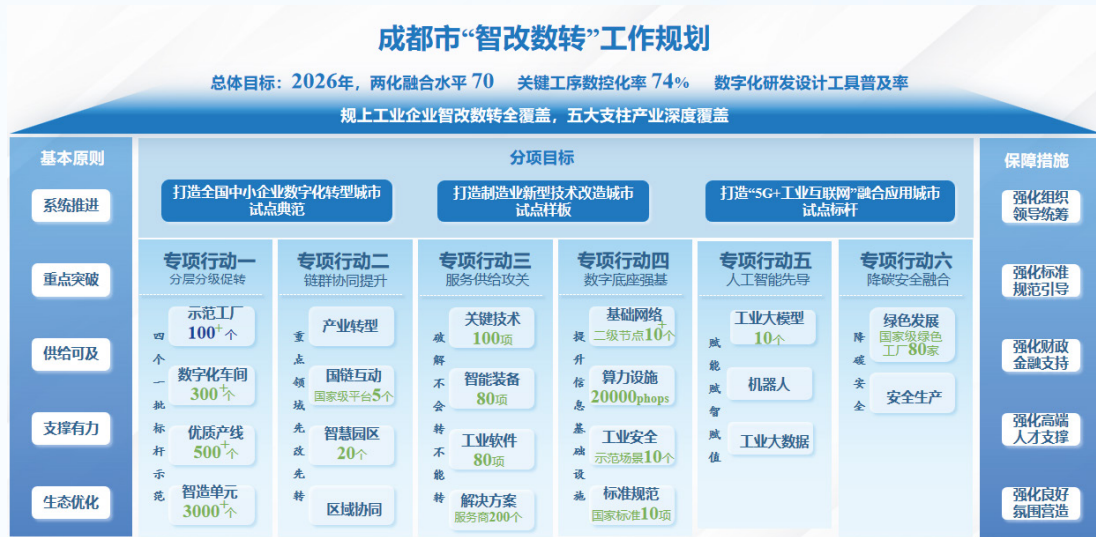 成都市“智改数转”工作规划
总体目标：2026年，两化融合水平 70 关键工序数控化率 74% 数字化研发设计工具普及率
规上工业企业智改数转全覆盖，五大支柱产业深度覆盖
基本原则
系统推进
重点突破
供给可及
支撑有力
生态优化
分项目标
打造全国中小企业数字化转型城市
试点典范
打造制造业新型技术改造城市
试点样板
打造“5G+工业互联网”融合应用城市
试点标杆
专项行动一
分层分级促转
四个一批标杆示范
示范工厂
100+个
数字化车间
300+个
优质产线
500+个
智造单元
3000+个
专项行动二
链群协同提升
重点领域先改先转
产业转型
国链互动
国家级平台5个
智慧园区
20个
区域协同
专项行动三
服务供给攻关
破解不会转不能转
关键技术
100项
智能装备
80项
工业软件
80项
解决方案
服务商200个
专项行动四
数字底座强基
提升信息基础设施
基础网络
二级节点10+个
算力设施
20000phops
工业安全
示范场景10个
标准规范
国家标准10项
专项行动五
人工智能先导
赋能赋智赋值
工业大模型
10个
机器人
工业大数据
专项行动六
降碳安全融合
降碳安全
绿色发展
国家级绿色
工厂80家
安全生产
保障措施
强化组织
领导统筹
强化标准
规范引导
强化财政
金融支持
强化高端
人才支撑
强化良好
氛围营造